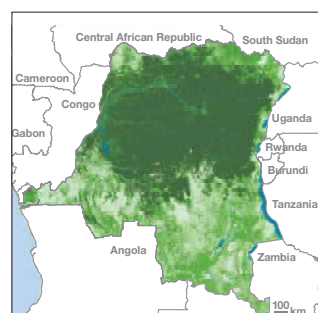 Central African Republic
South Sudan
Cameroon
Congo
Uganda
Gabon
Rwanda
Burundi
Tanzania
Angola
Zambia
100
km